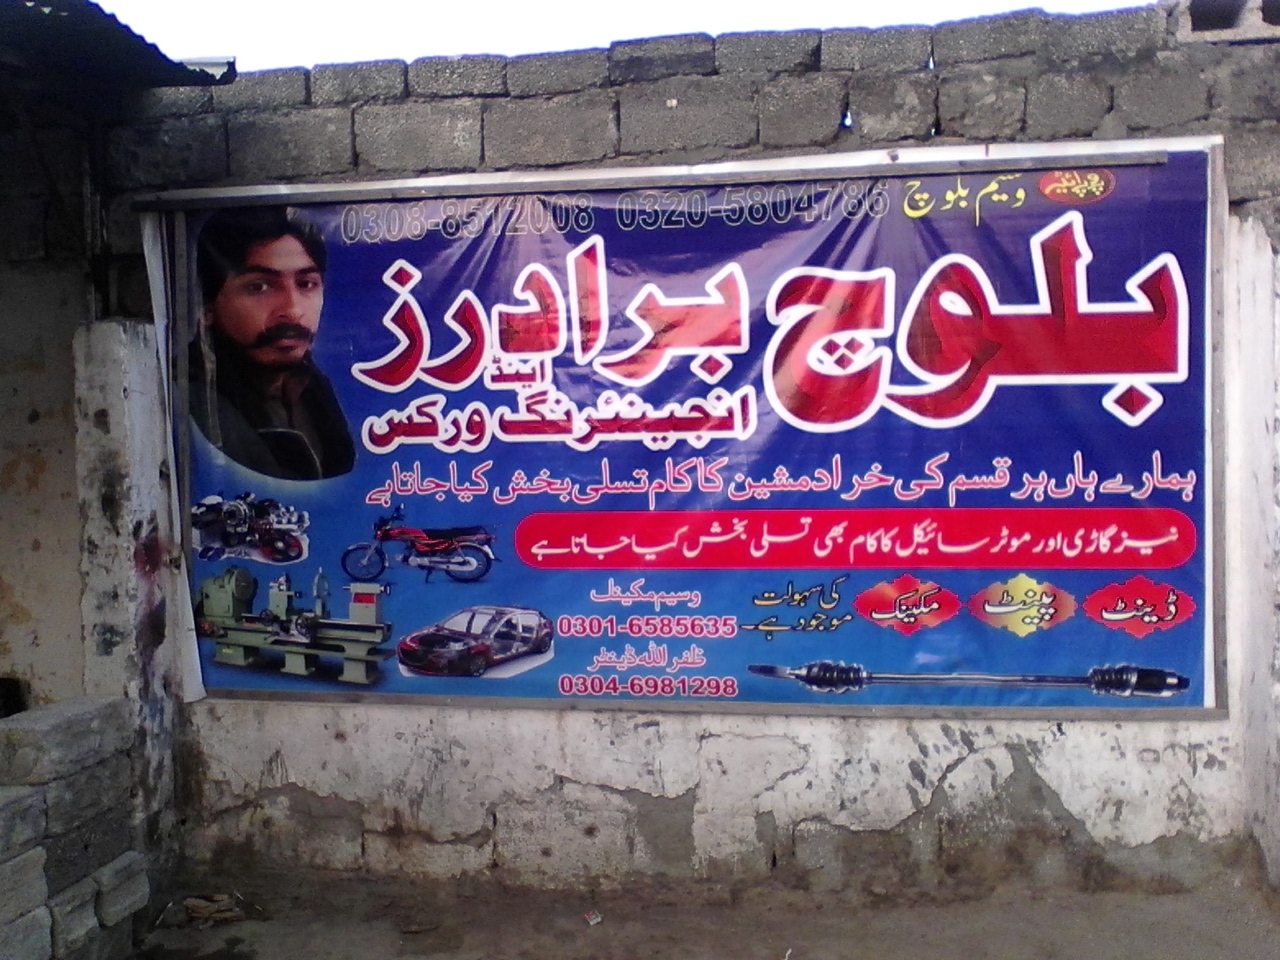 پروپرائیٹر وسیم بلوچ 0320-5804786 0308-8512008
بلوچ برادرز
اینڈ
انجینئرنگ ورکس
ہمارے ہاں ہر قسم کی خراد مشین کا کام تسلی بخش کیا جاتا ہے
نیز گاڑی اور موٹر سائیکل کا کام بھی تسلی بخش کیا جاتا ہے
ڈینٹ پینٹ مکینک کی سہولت
موجود ہے۔
وسیم مکینک
0301-6585635
ظفر اللہ ڈینٹر
0304-6981298